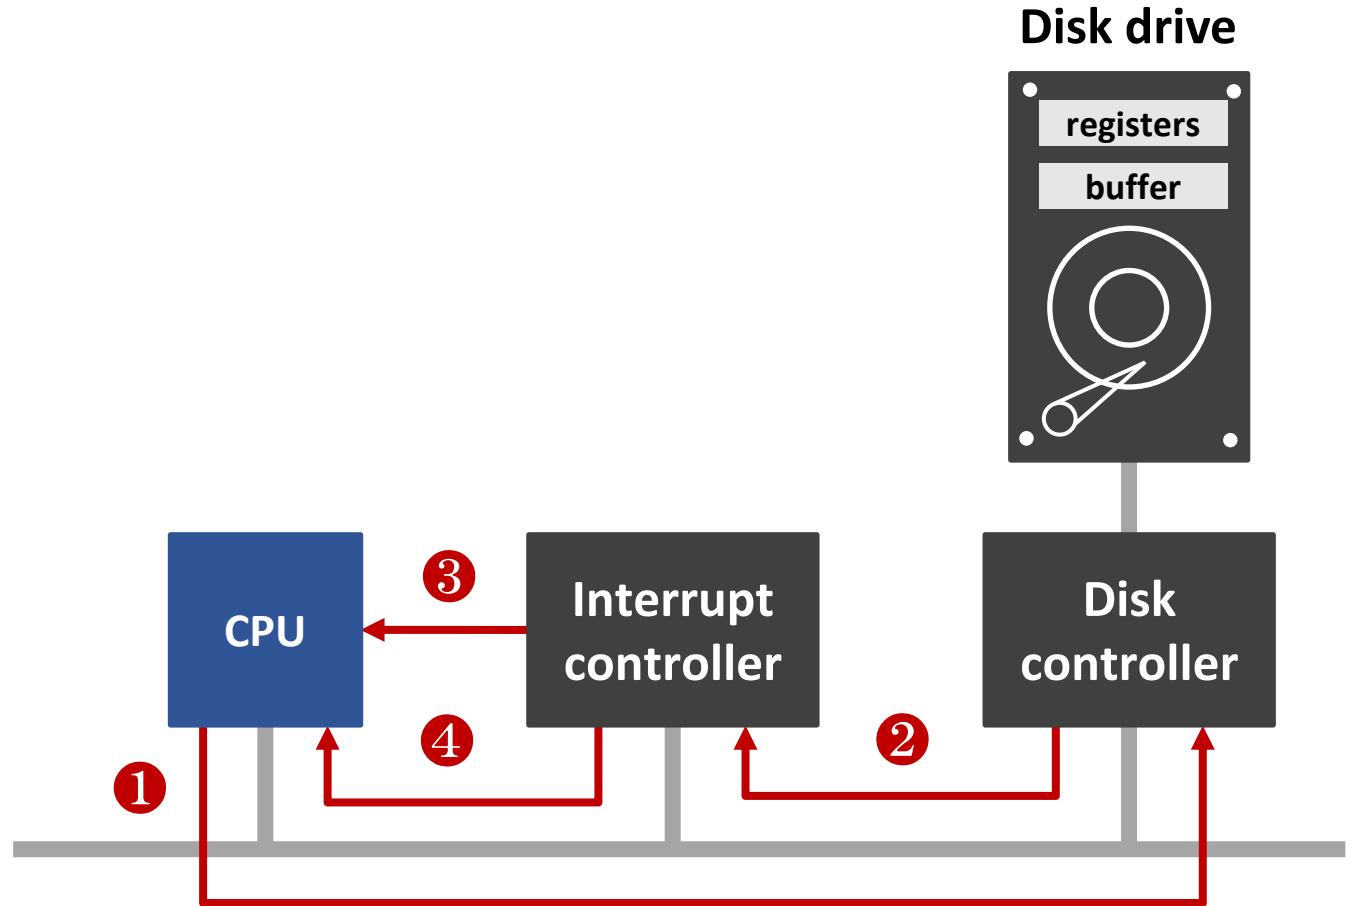 Disk drive
registers
buffer
CPU
❸
Interrupt
controller
Disk
controller
❹
❷
❶